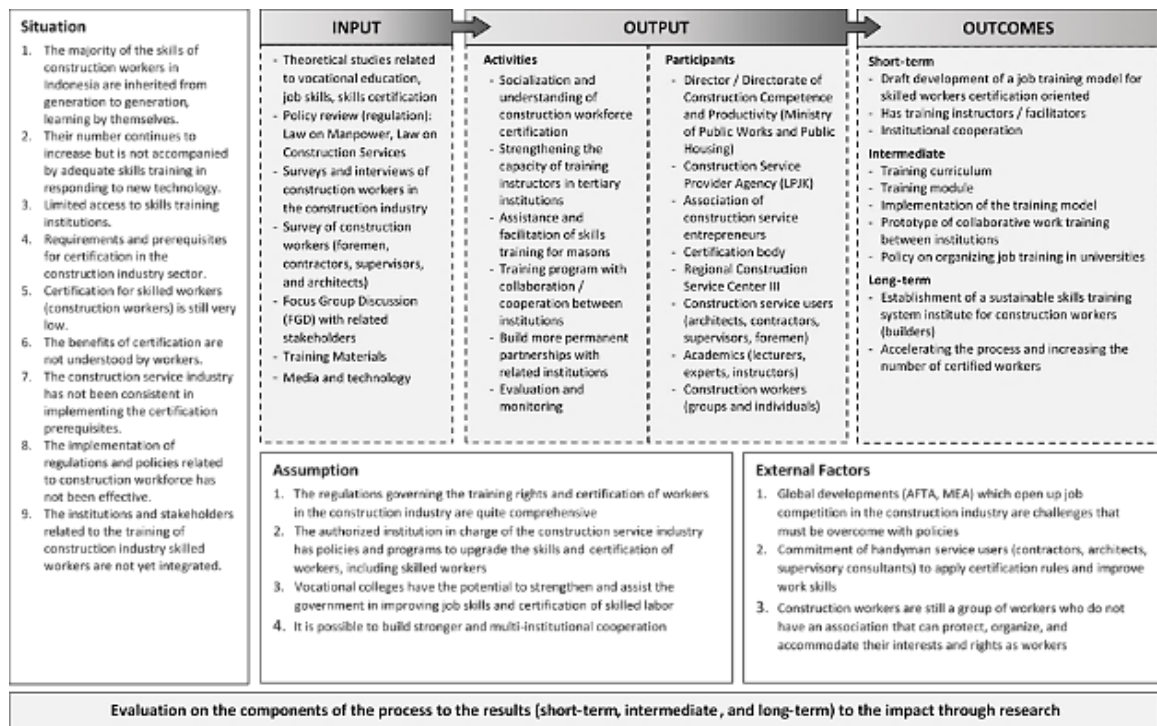 Situation
1. The majority of the skills of
construction workers in
Indonesia are inherited from
generation to generation,
learning by themselves.
2. Their number continues to
increase but is not accompanied
by adequate skills training in
responding to new technology.
3. Limited access to skills training
institutions.
4. Requirements and prerequisites
for certification in the
construction industry sector.
5. Certification for skilled workers
(construction workers) is still very
low.
6. The benefits of certification are
not understood by workers.
7. The construction service industry
has not been consistent in
implementing the certification
prerequisites.
8. The implementation of
regulations and policies related
to construction workforce has
not been effective.
9. The institutions and stakeholders
related to the training of
construction industry skilled
workers are not yet integrated.
INPUT
- Theoretical studies related
to vocational education,
job skills, skills certification
- Policy review (regulation):
Law on Manpower, Law on
Construction Services
- Surveys and interviews of
construction workers in
the construction industry
- Survey of construction
workers (foremen,
contractors, supervisors,
and architects)
- Focus Group Discussion
(FGD) with related
stakeholders
- Training Materials
- Media and technology
OUTPUT
Activities
- Socialization and
understanding of
construction workforce
certification
- Strengthening the
capacity of training
instructors in tertiary
institutions
- Assistance and
facilitation of skills
training for masons
- Training program with
collaboration /
cooperation between
institutions
- Build more permanent
partnerships with
related institutions
- Evaluation and
monitoring
Participants
- Director / Directorate of
Construction Competence
and Productivity (Ministry
of Public Works and Public
Housing)
- Construction Service
Provider Agency (LPJK)
- Association of
construction service
entrepreneurs
- Certification body
- Regional Construction
Service Center III
- Construction service users
(architects, contractors,
supervisors, foremen)
- Academics (lecturers,
experts, instructors)
- Construction workers
(groups and individuals)
OUTCOMES
Short-term
- Draft development of a job training model for
skilled workers certification oriented
- Has training instructors / facilitators
- Institutional cooperation
Intermediate
- Training curriculum
- Training module
- Implementation of the training model
- Prototype of collaborative work training
between institutions
- Policy on organizing job training in universities
Long-term
- Establishment of a sustainable skills training
system institute for construction workers
(builders)
- Accelerating the process and increasing the
number of certified workers
Assumption
1. The regulations governing the training rights and certification of workers
in the construction industry are quite comprehensive
2. The authorized institution in charge of the construction service industry
has policies and programs to upgrade the skills and certification of
workers, including skilled workers
3. Vocational colleges have the potential to strengthen and assist the
government in improving job skills and certification of skilled labor
4. It is possible to build stronger and multi-institutional cooperation
External Factors
1. Global developments (AFTA, MEA) which open up job
competition in the construction industry are challenges that
must be overcome with policies
2. Commitment of handyman service users (contractors, architects,
supervisory consultants) to apply certification rules and improve
work skills
3. Construction workers are still a group of workers who do not
have an association that can protect, organize, and
accommodate their interests and rights as workers
Evaluation on the components of the process to the results (short-term, intermediate, and long-term) to the impact through research